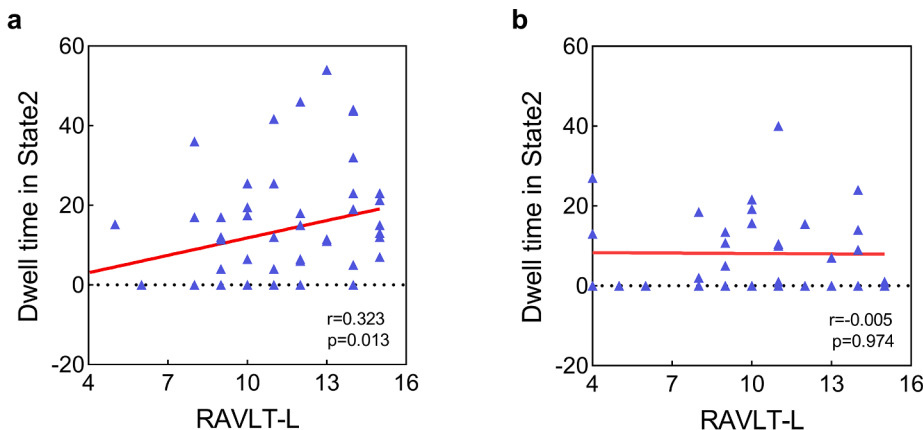 a
60
40
20
0
-20
Dwell time in State2
r=0.323
p=0.013
4 7 10 13 16
RAVLT-L
b
60
40
20
0
-20
Dwell time in State2
r=-0.005
p=0.974
4 7 10 13 16
RAVLT-L